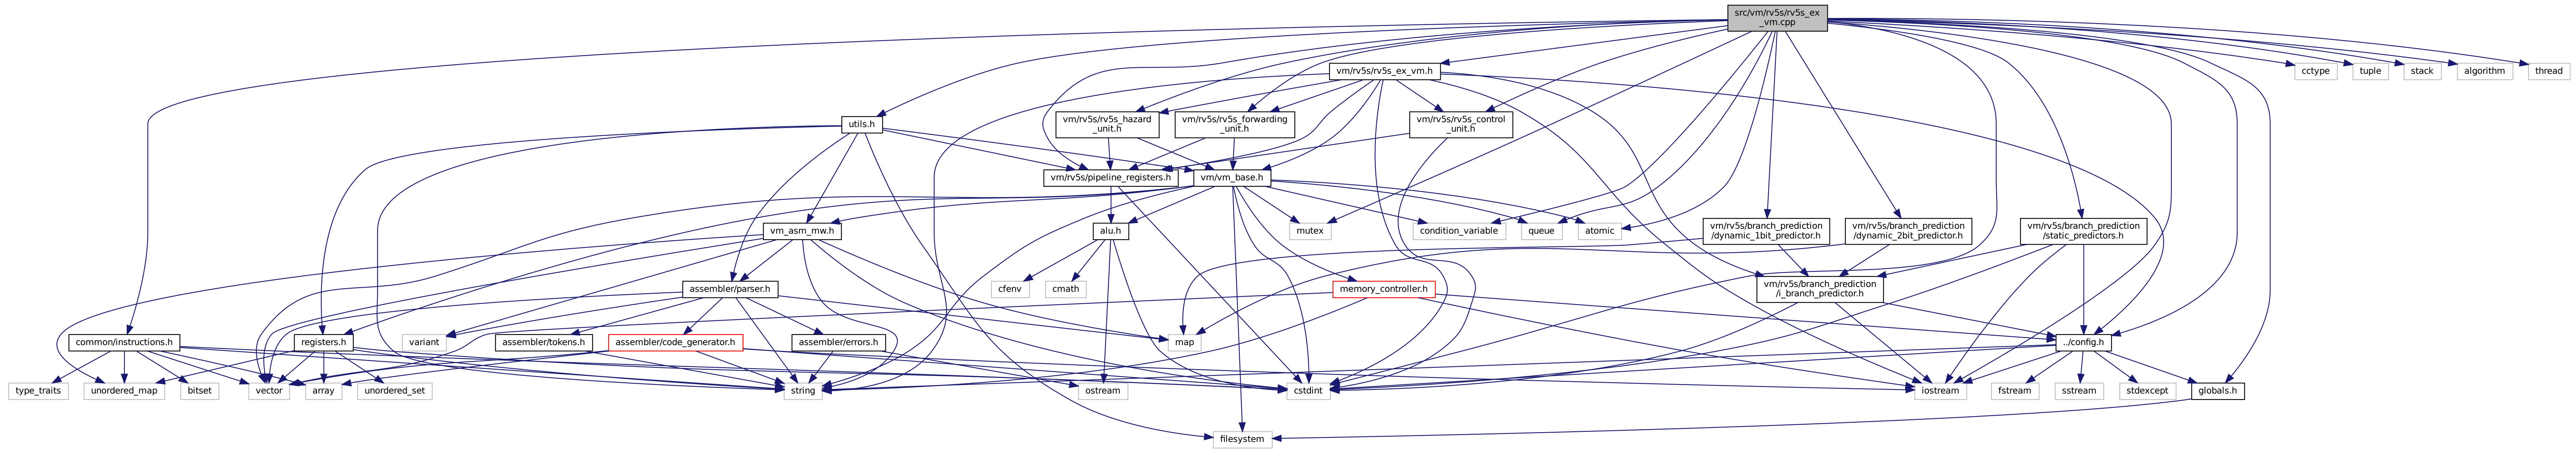 src/vm/rv5s/rv5s_ex
_vm.cpp
vm/rv5s/rv5s_ex_vm.h
cctype
tuple
stack
algorithm
thread
utils.h
vm/rv5s/rv5s_hazard
_unit.h
vm/rv5s/rv5s_forwarding
_unit.h
vm/rv5s/rv5s_control
_unit.h
vm/rv5s/pipeline_registers.h
vm/vm_base.h
vm_asm_mw.h
alu.h
mutex
condition_variable
queue
atomic
vm/rv5s/branch_prediction
/dynamic_1bit_predictor.h
vm/rv5s/branch_prediction
/dynamic_2bit_predictor.h
vm/rv5s/branch_prediction
/static_predictors.h
assembler/parser.h
cfenv
cmath
memory_controller.h
vm/rv5s/branch_prediction
/i_branch_predictor.h
common/instructions.h
registers.h
variant
assembler/tokens.h
assembler/code_generator.h
assembler/errors.h
map
../config.h
type_traits
unordered_map
bitset
vector
array
unordered_set
string
ostream
cstdint
iostream
fstream
sstream
stdexcept
globals.h
filesystem